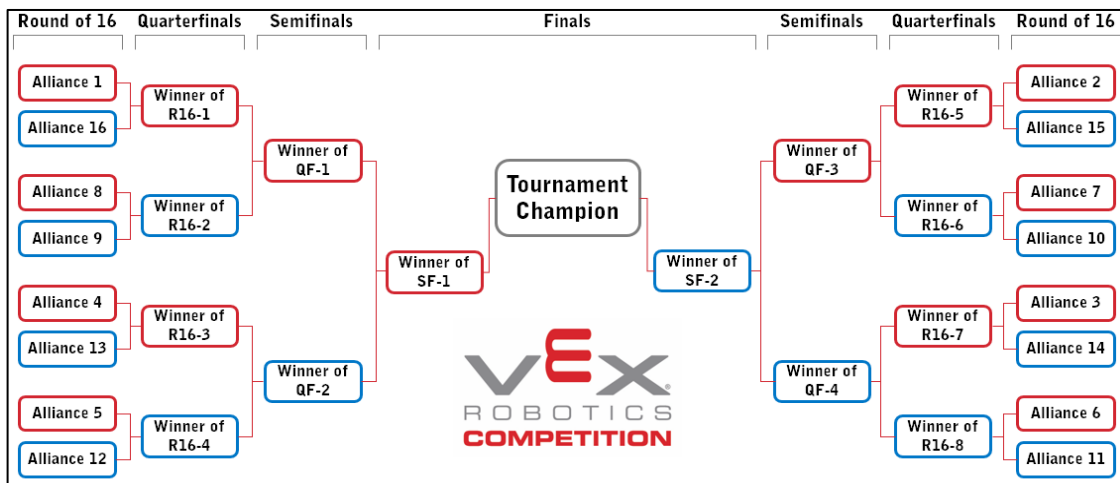 Round of 16
Quarterfinals
Semifinals
Finals
Semifinals
Quarterfinals
Round of 16
Alliance 1
Alliance 16
Alliance 8
Alliance 9
Alliance 4
Alliance 13
Alliance 5
Alliance 12
Winner of
R16-1
Winner of
R16-2
Winner of
R16-3
Winner of
R16-4
Winner of
QF-1
Winner of
QF-2
Winner of
SF-1
Tournament
Champion
Winner of
SF-2
VEX®
ROBOTICS
COMPETITION
Winner of
QF-3
Winner of
QF-4
Winner of
R16-5
Winner of
R16-6
Winner of
R16-7
Winner of
R16-8
Alliance 2
Alliance 15
Alliance 7
Alliance 10
Alliance 3
Alliance 14
Alliance 6
Alliance 11